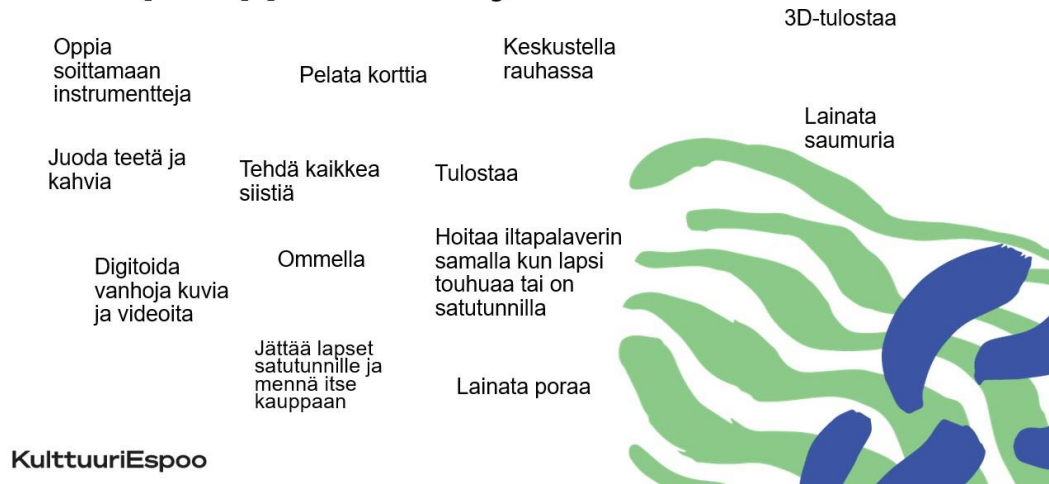 3D-tulostaa
Oppia
soittamaan
instrumentteja
Pelata korttia
Keskustella
rauhassa
Lainata
saumuria
Juoda teetä ja
kahvia
Tehdä kaikkea
siistiä
Tulostaa
Digitoida
vanhoja kuvia
ja videoita
Ommella
Hoitaa iltapalaverin
samalla kun lapsi
touhuaa tai on
satutunnilla
Jättää lapset
satutunnille ja
mennä itse
kauppaan
Lainata poraa
KulttuuriEspoo